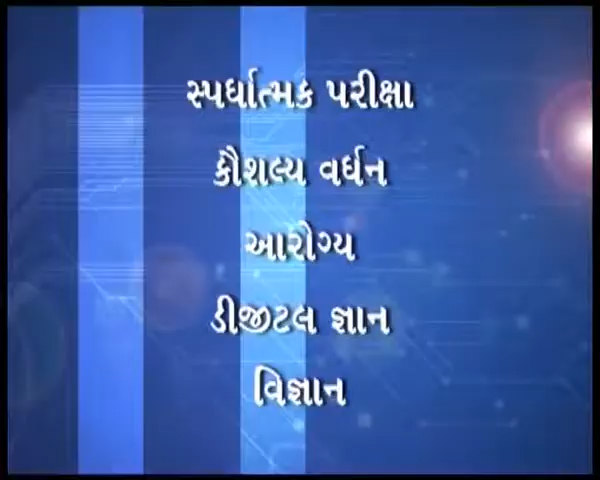 સ્પર્ધાત્મક પરીક્ષા
કૌશલ્ય વર્ધન
આરોગ્ય
ડીજીટલ જ્ઞાન
વિજ્ઞાન